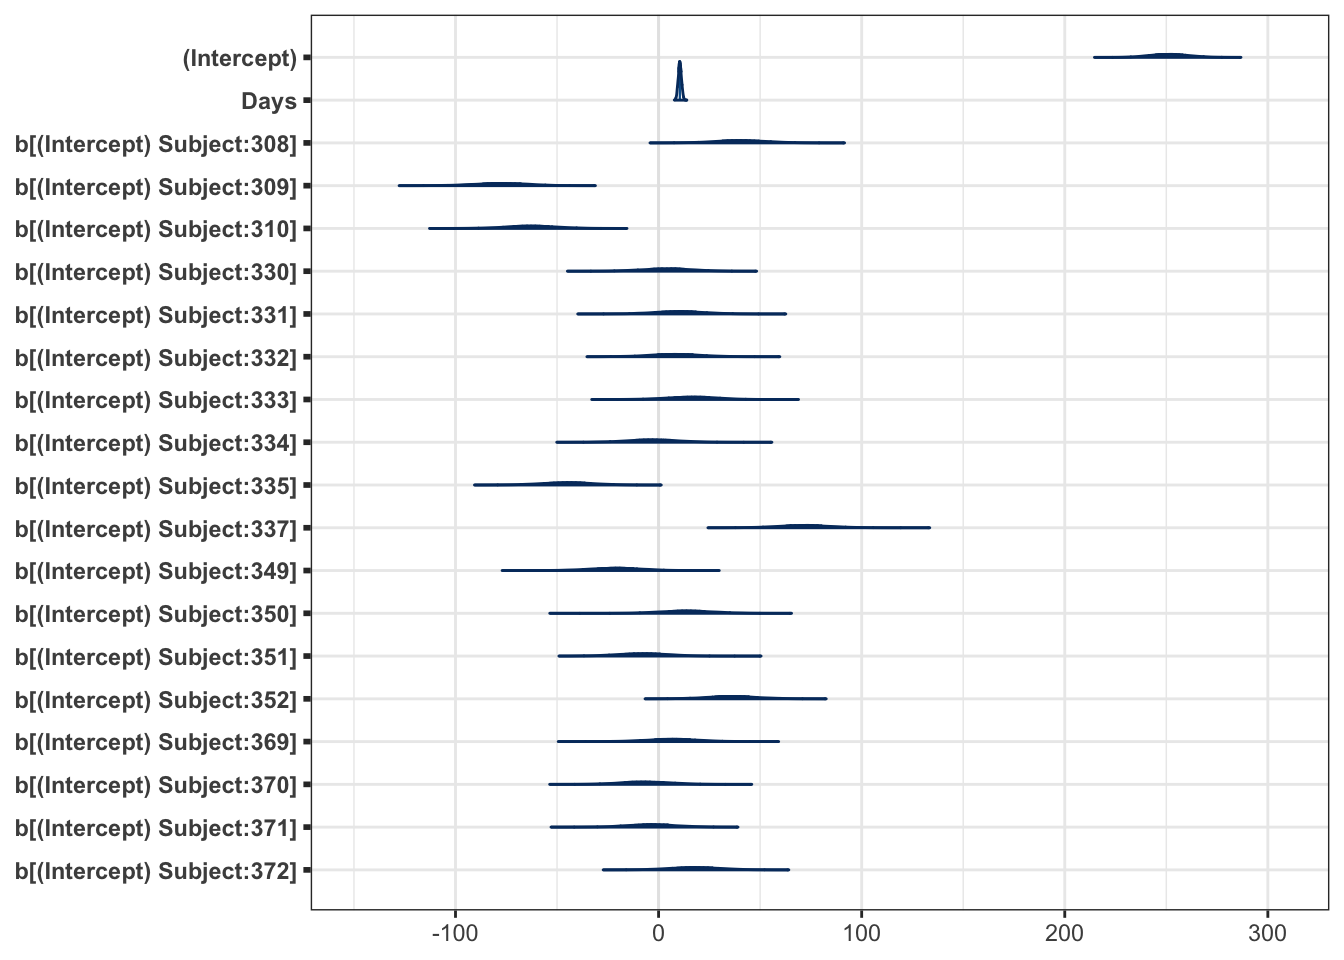 (Intercept)
Days
b[(Intercept) Subject:308]
b[(Intercept) Subject:309]
b[(Intercept) Subject:310]
b[(Intercept) Subject:330]
b[(Intercept) Subject:331]
b[(Intercept) Subject:332]
b[(Intercept) Subject:333]
b[(Intercept) Subject:334]
b[(Intercept) Subject:335]
b[(Intercept) Subject:337]
b[(Intercept) Subject:349]
b[(Intercept) Subject:350]
b[(Intercept) Subject:351]
b[(Intercept) Subject:352]
b[(Intercept) Subject:369]
b[(Intercept) Subject:370]
b[(Intercept) Subject:371]
b[(Intercept) Subject:372]
-100 0 100 200 300